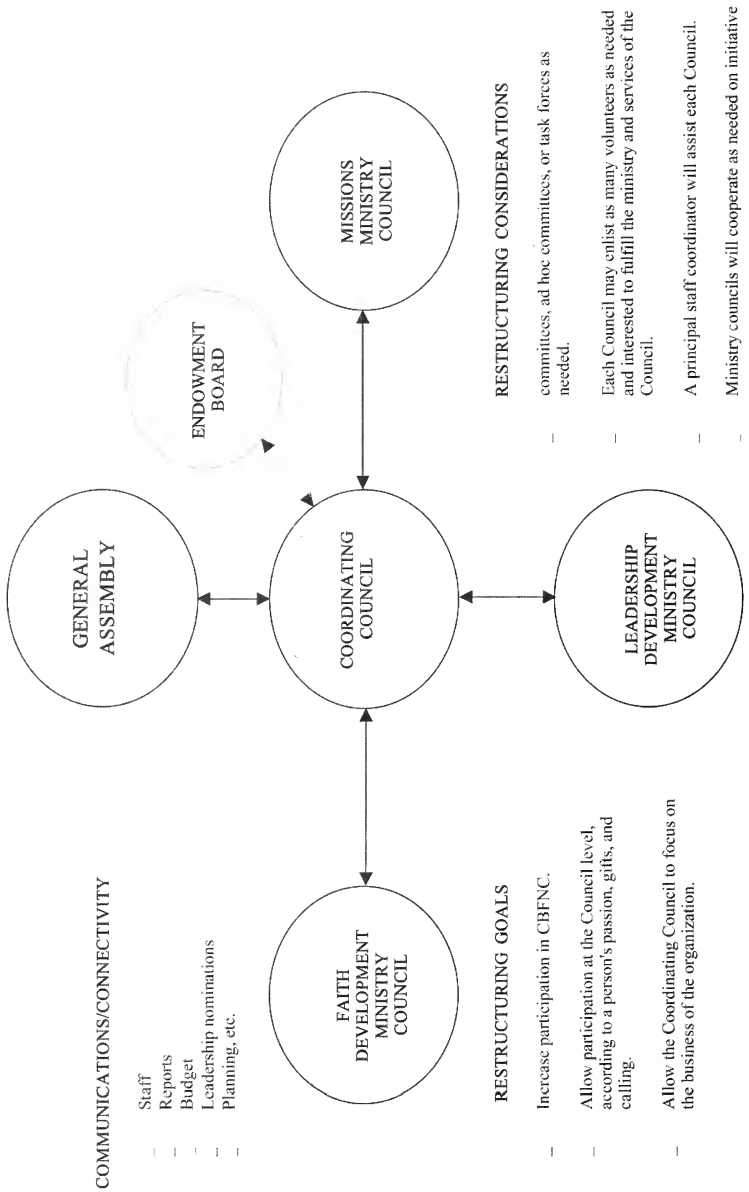 COMMUNICATIONS/CONNECTIVITY
– Staff
– Reports
– Budget
– Leadership nominations
– Planning, etc.
GENERAL
ASSEMBLY
ENDOWMENT
BOARD
FAITH
DEVELOPMENT
MINISTRY
COUNCIL
COORDINATING
COUNCIL
MISSIONS
MINISTRY
COUNCIL
LEADERSHIP
DEVELOPMENT
MINISTRY
COUNCIL
RESTRUCTURING GOALS
– Increase participation in CBFNC.
– Allow participation at the Council level,
according to a person's passion, gifts, and
calling.
– Allow the Coordinating Council to focus on
the business of the organization.
RESTRUCTURING CONSIDERATIONS
– committees, ad hoc committees, or task forces as
needed.
– Each Council may enlist as many volunteers as needed
and interested to fulfill the ministry and services of the
Council.
– A principal staff coordinator will assist each Council.
– Ministry councils will cooperate as needed on initiative